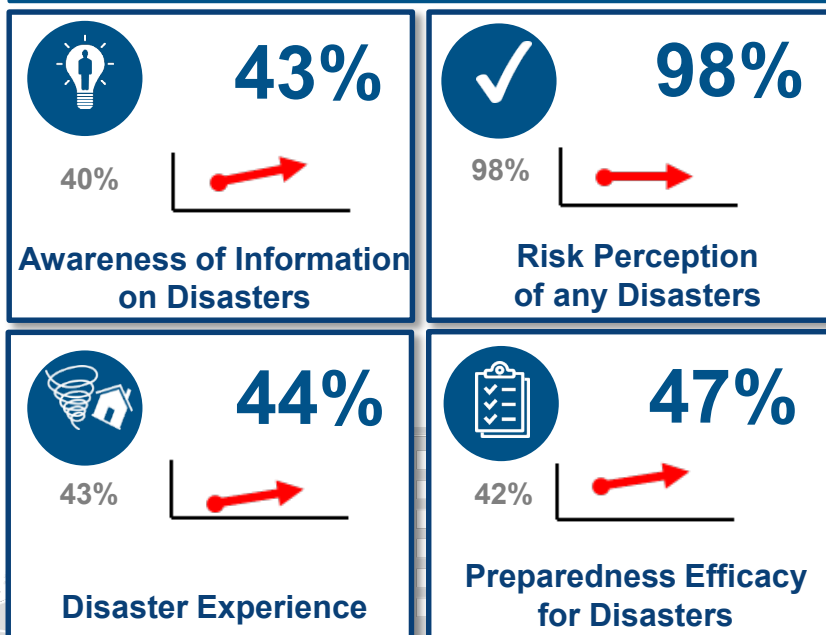 43%
40%
Awareness of Information
on Disasters
98%
98%
Risk Perception
of any Disasters
44%
43%
Disaster Experience
47%
42%
Preparedness Efficacy
for Disasters